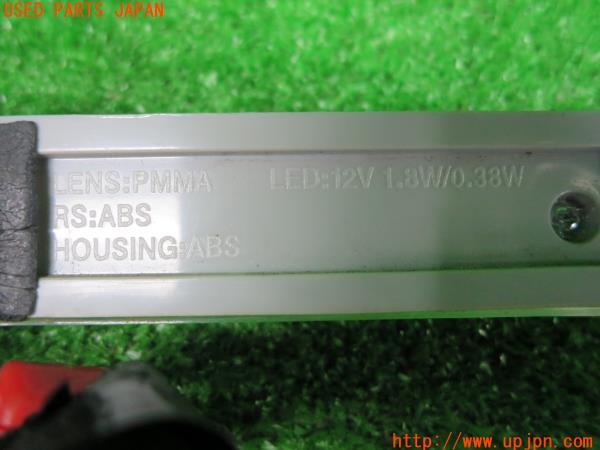 USED PARTS JAPAN
LENS:PMMA LED:12V 1.8W/0.38W
RS:ABS
HOUSING:ABS
http://www.upjpn.com/